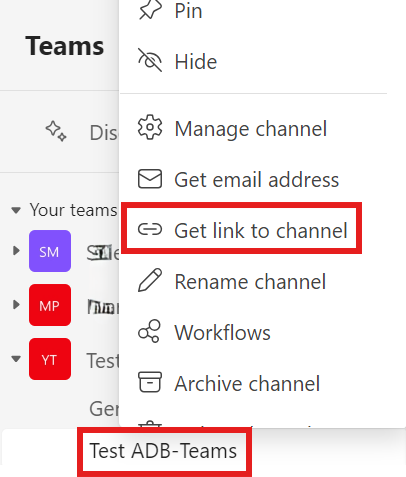 Teams
Dis
Your teams
SM
MP
YT
Test
Gen
Test ADB-Teams
Pin
Hide
Manage channel
Get email address
Get link to channel
Rename channel
Workflows
Archive channel